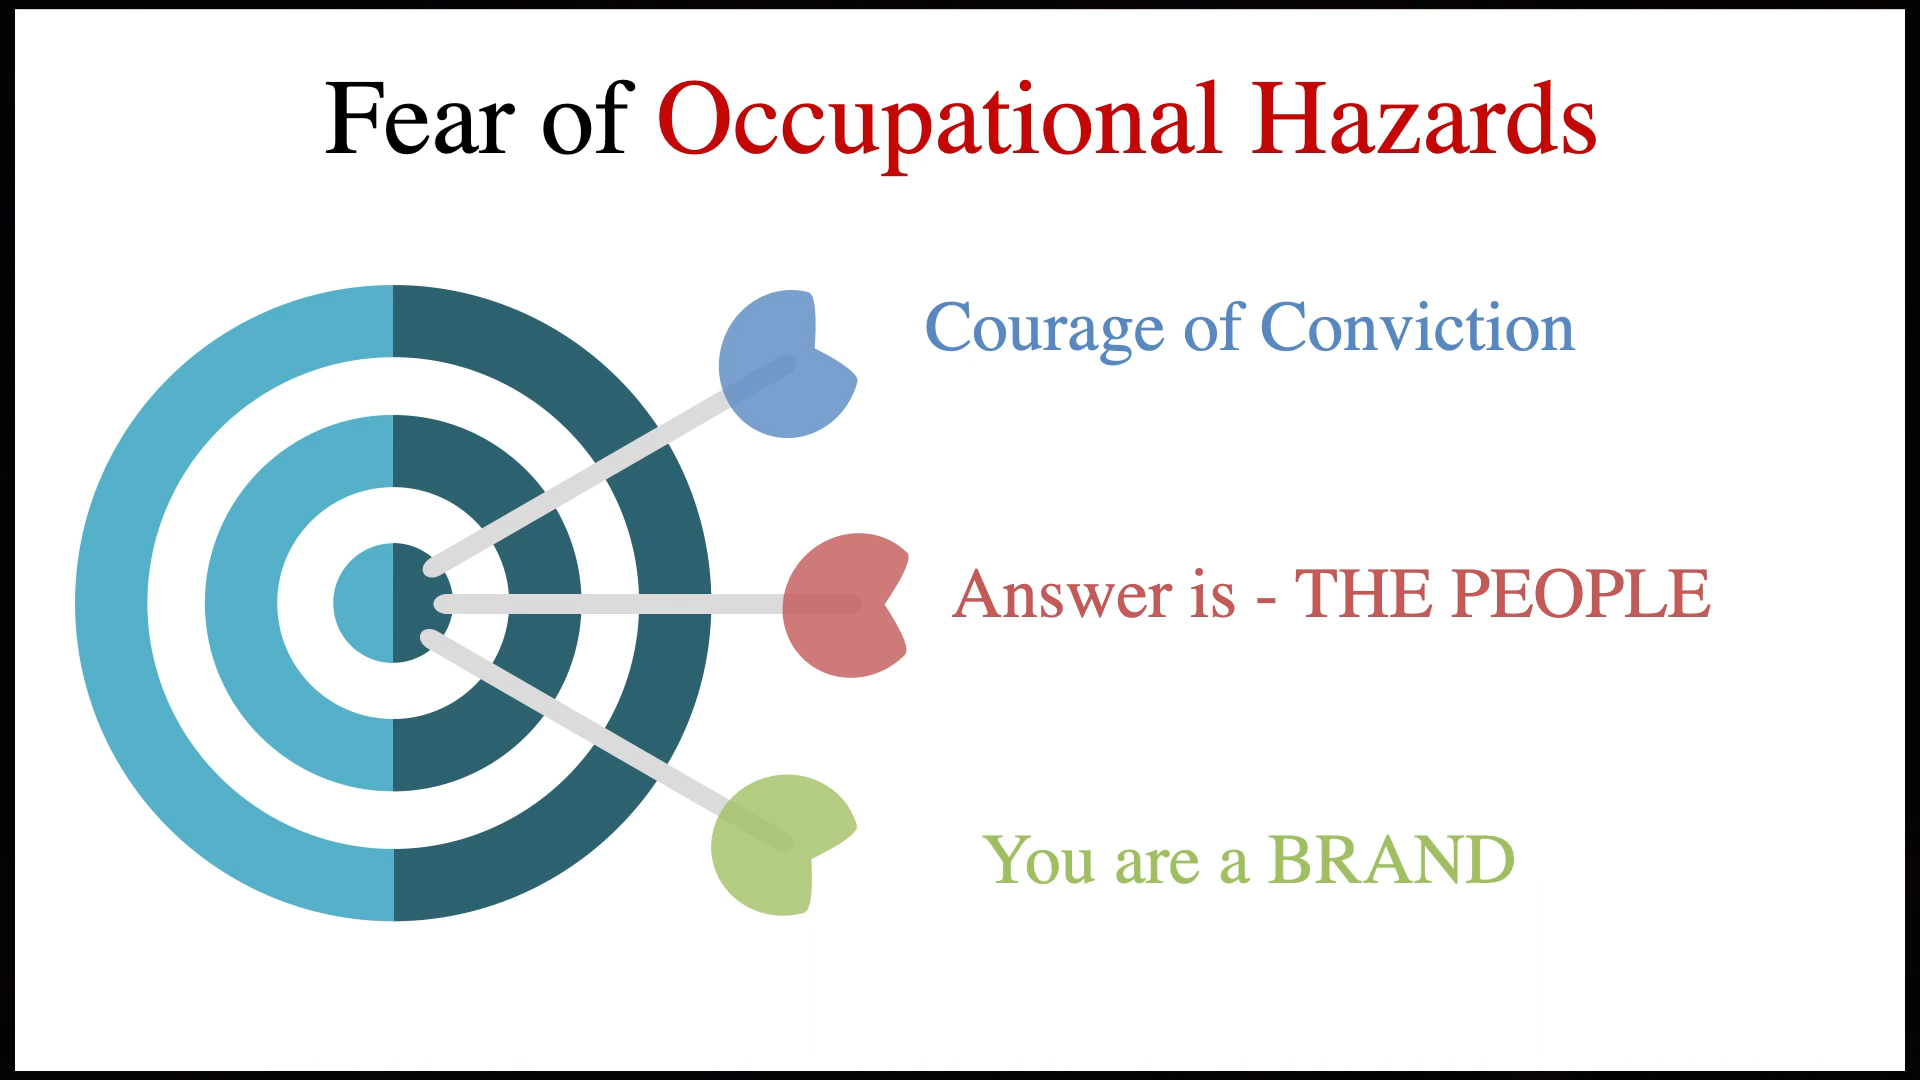 Fear of Occupational Hazards
Courage of Conviction
Answer is - THE PEOPLE
You are a BRAND